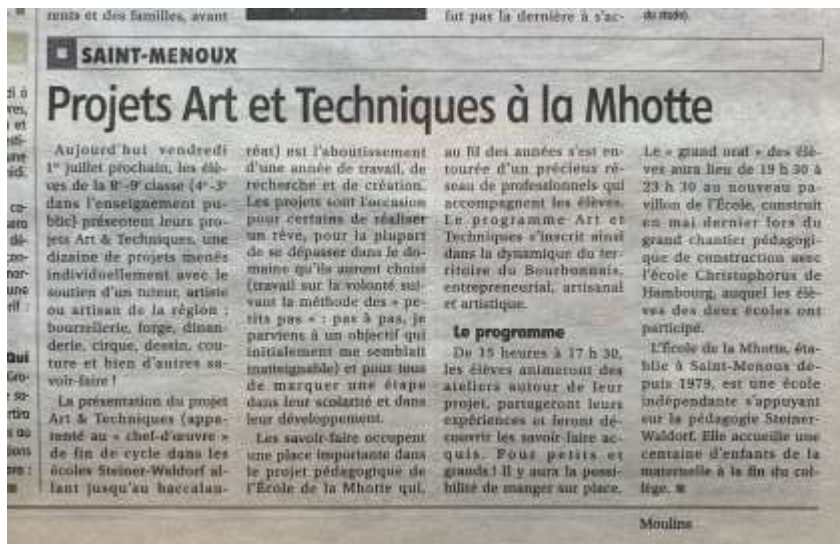 rents et des familles, avant
fut pas la dernière à s'ac-
du stade).
SAINT-MENOUX
Projets Art et Techniques à la Mhotte
Aujourd'hui vendredi
1er juillet prochain, les élè-
ves de la 8e-9e classe (4e-3e
dans l'enseignement pu-
blic) présentent leurs pro-
jets Art & Techniques, une
dizaine de projets menés
individuellement avec le
soutien d'un tuteur, artiste
ou artisan de la région :
bourrellerie, forge, dinan-
derie, cirque, dessin, cou-
ture et bien d'autres sa-
voir-faire !
La présentation du projet
Art & Techniques (appa-
renté au « chef-d'œuvre »
de fin de cycle dans les
écoles Steiner-Waldorf al-
lant jusqu'au baccalau-
réat) est l'aboutissement
d'une année de travail, de
recherche et de création.
Les projets sont l'occasion
pour certains de réaliser
un rêve, pour la plupart
de se dépasser dans le do-
maine qu'ils auront choisi
(travail sur la volonté sui-
vant la méthode des « pe-
tits pas » : pas à pas, je
parviens à un objectif qui
initialement me semblait
inatteignable) et pour tous
de marquer une étape
dans leur scolarité et dans
leur développement.
Les savoir-faire occupent
une place importante dans
le projet pédagogique de
l'École de la Mhotte qui,
au fil des années s'est en-
tourée d'un précieux ré-
seau de professionnels qui
accompagnent les élèves.
Le programme Art et
Techniques s'inscrit ainsi
dans la dynamique du ter-
ritoire du Bourbonnais,
entrepreneurial, artisanal
et artistique.
Le programme
De 15 heures à 17 h 30,
les élèves animeront des
ateliers autour de leur
projet, partageront leurs
expériences et feront dé-
couvrir les savoir-faire ac-
quis. Pour petits et
grands ! Il y aura la possi-
bilité de manger sur place.
Le « grand oral » des élè-
ves aura lieu de 19 h 30 à
23 h 30 au nouveau pa-
villon de l'École, construit
en mai dernier lors du
grand chantier pédagogi-
que de construction avec
l'école Christophorus de
Hambourg, auquel les élè-
ves des deux écoles ont
participé.
L'École de la Mhotte, éta-
blie à Saint-Menoux de-
puis 1979, est une école
indépendante s'appuyant
sur la pédagogie Steiner-
Waldorf. Elle accueille une
centaine d'enfants de la
maternelle à la fin du col-
lège.
Moulins